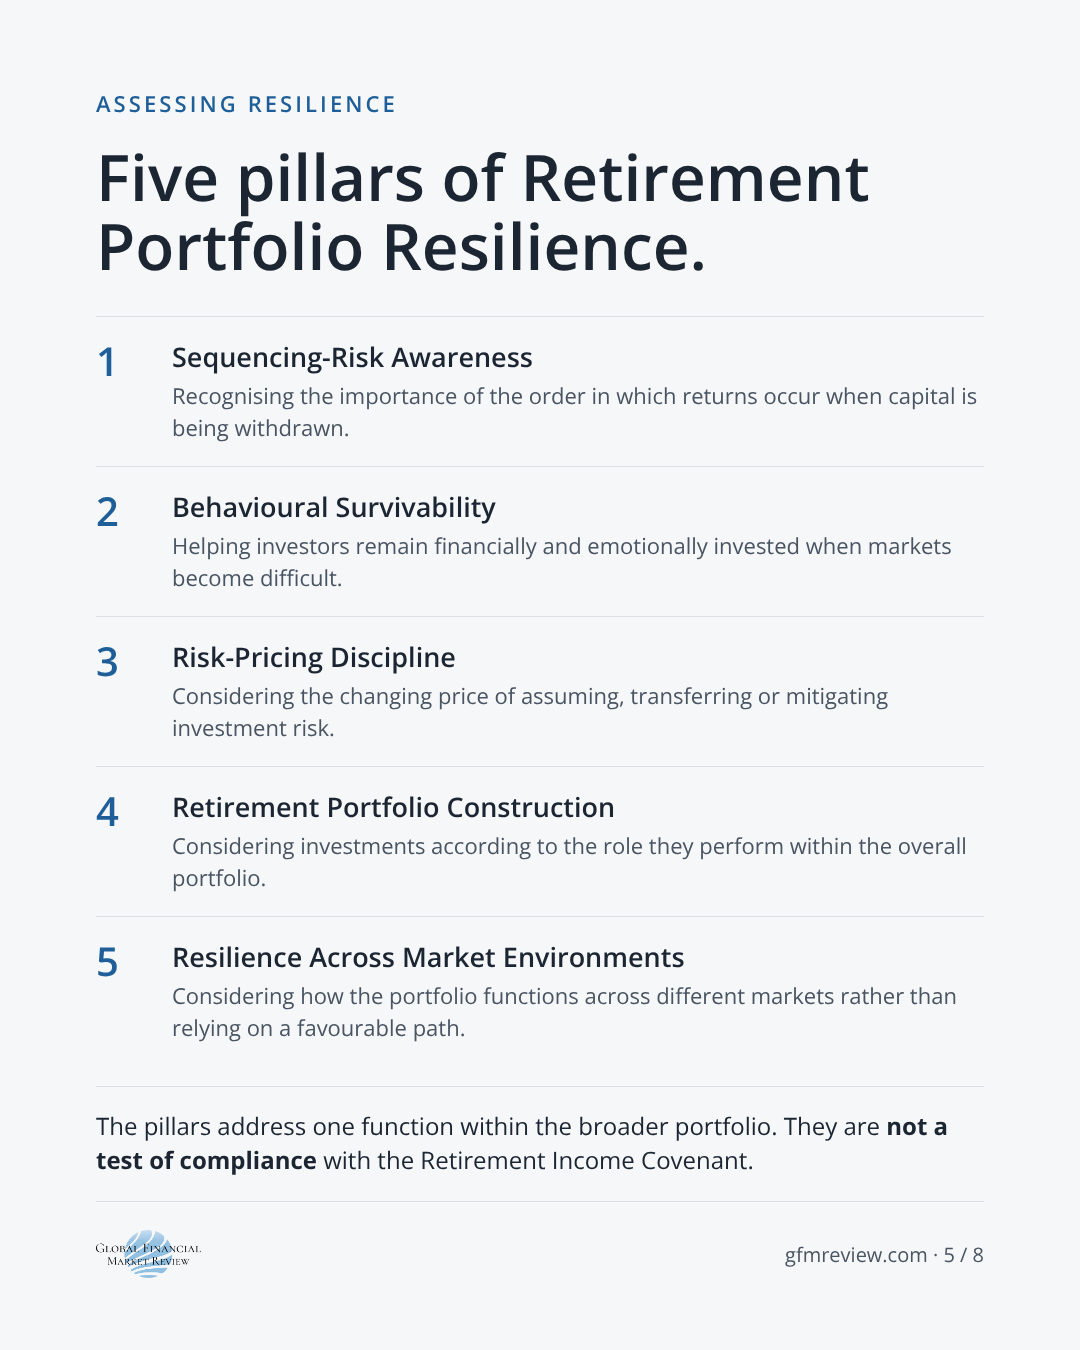 ASSESSING RESILIENCE
Five pillars of Retirement
Portfolio Resilience.
1
Sequencing-Risk Awareness
Recognising the importance of the order in which returns occur when capital is
being withdrawn.
2
Behavioural Survivability
Helping investors remain financially and emotionally invested when markets
become difficult.
3
Risk-Pricing Discipline
Considering the changing price of assuming, transferring or mitigating
investment risk.
4
Retirement Portfolio Construction
Considering investments according to the role they perform within the overall
portfolio.
5
Resilience Across Market Environments
Considering how the portfolio functions across different markets rather than
relying on a favourable path.
The pillars address one function within the broader portfolio. They are not a
test of compliance with the Retirement Income Covenant.
GLOBAL FINANCIAL
MARKET REVIEW
gfmreview.com · 5 / 8